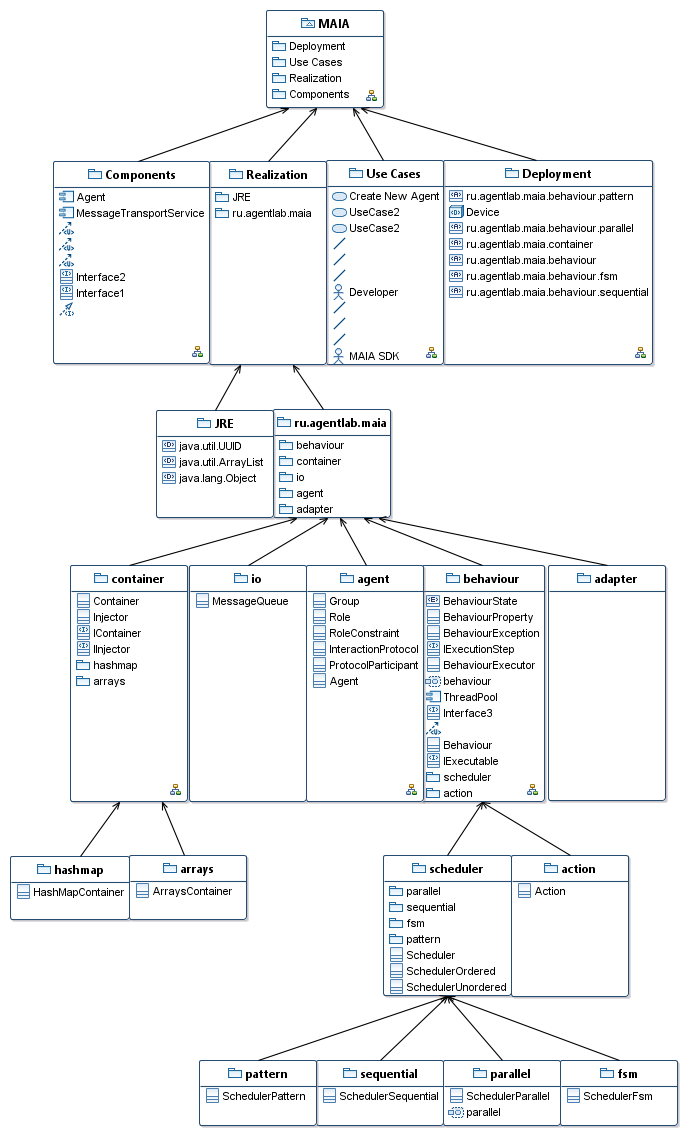 MAIA
Deployment
Use Cases
Realization
Components
Components
Agent
MessageTransportService
Interface2
Interface1
Realization
JRE
ru.agentlab.maia
Use Cases
Create New Agent
UseCase2
UseCase2
Developer
MAIA SDK
Deployment
ru.agentlab.maia.behaviour.pattern
Device
ru.agentlab.maia.behaviour.parallel
ru.agentlab.maia.container
ru.agentlab.maia.behaviour
ru.agentlab.maia.behaviour.fsm
ru.agentlab.maia.behaviour.sequential
JRE
java.util.UUID
java.util.ArrayList
java.lang.Object
ru.agentlab.maia
behaviour
container
io
agent
adapter
container
Container
Injector
IContainer
IInjector
hashmap
arrays
io
MessageQueue
agent
Group
Role
RoleConstraint
InteractionProtocol
ProtocolParticipant
Agent
behaviour
BehaviourState
BehaviourProperty
BehaviourException
IExecutionStep
BehaviourExecutor
behaviour
ThreadPool
Interface3
Behaviour
IExecutable
scheduler
action
adapter
hashmap
HashMapContainer
arrays
ArraysContainer
scheduler
parallel
sequential
fsm
pattern
Scheduler
SchedulerOrdered
SchedulerUnordered
action
Action
pattern
SchedulerPattern
sequential
SchedulerSequential
parallel
SchedulerParallel
parallel
fsm
SchedulerFsm